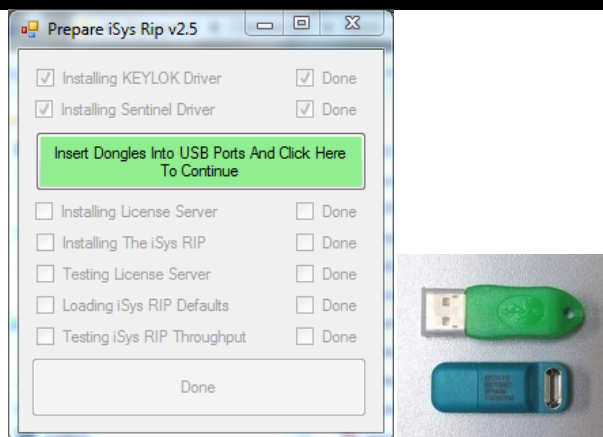 Prepare iSys Rip v2.5
Installing KEYLOK Driver Done
Installing Sentinel Driver Done
Insert Dongles Into USB Ports And Click Here
To Continue
Installing License Server Done
Installing The iSys RIP Done
Testing License Server Done
Loading iSys RIP Defaults Done
Testing iSys RIP Throughput Done
Done